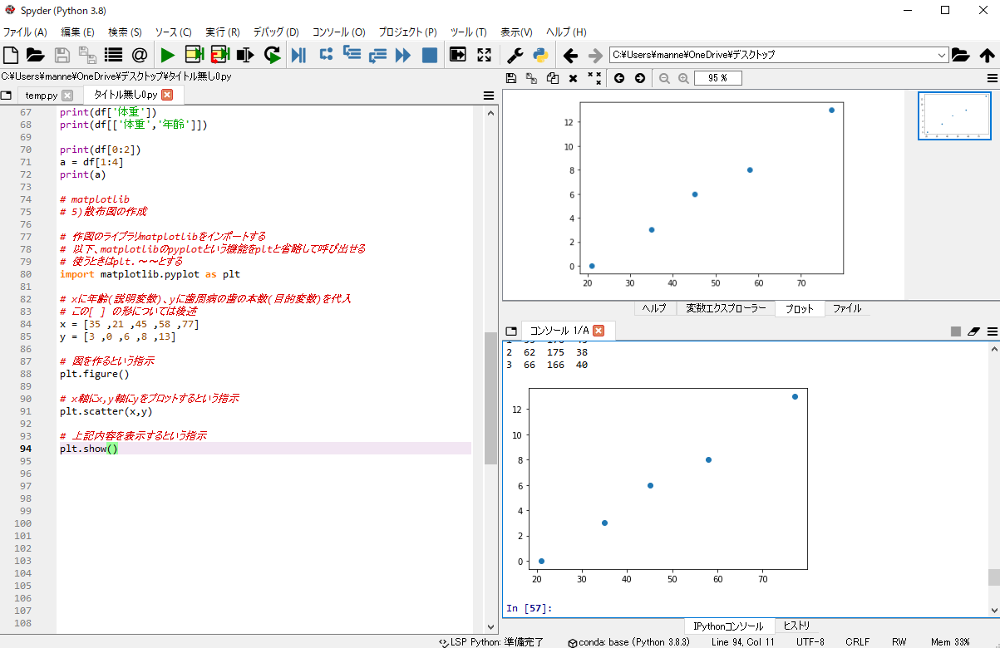 Spyder (Python 3.8)
ファイル (A) 編集 (E) 検索 (S) ソース (C) 実行 (R) デバッグ (D) コンソール (O) プロジェクト (P) ツール (T) 表示(V) ヘルプ (H)
C:¥Users¥manne¥OneDrive¥デスクトップ
C:¥Users¥manne¥OneDrive¥デスクトップ¥タイトル無し0.py
temp.py タイトル無し0.py
95 %
67 print(df['体重'])
68 print(df[['体重','年齢']])
69
70 print(df[0:2])
71 a = df[1:4]
72 print(a)
73
74 # matplotlib
75 # 5)散布図の作成
76
77 # 作図のライブラリmatplotlibをインポートする
78 # 以下、matplotlibのpyplotという機能をpltと省略して呼び出せる
79 # 使うときはplt.～～とする
80 import matplotlib.pyplot as plt
81
82 # xに年齢(説明変数)、yに歯周病の歯の本数(目的変数)を代入
83 # この[ ] の形については後述
84 x = [35 ,21 ,45 ,58 ,77]
85 y = [3 ,0 ,6 ,8 ,13]
86
87 # 図を作るという指示
88 plt.figure()
89
90 # x軸にx,y軸にyをプロットするという指示
91 plt.scatter(x,y)
92
93 # 上記内容を表示するという指示
94 plt.show()
95
96
97
98
99
100
101
102
103
104
105
106
107
108
12
10
8
6
4
2
0
20 30 40 50 60 70
ヘルプ 変数エクスプローラー プロット ファイル
コンソール 1/A
2 62 175 38
3 66 166 40
12
10
8
6
4
2
0
20 30 40 50 60 70
In [57]:
IPythonコンソール ヒストリ
LSP Python: 準備完了 conda: base (Python 3.8.3) Line 94, Col 11 UTF-8 CRLF RW Mem 33%